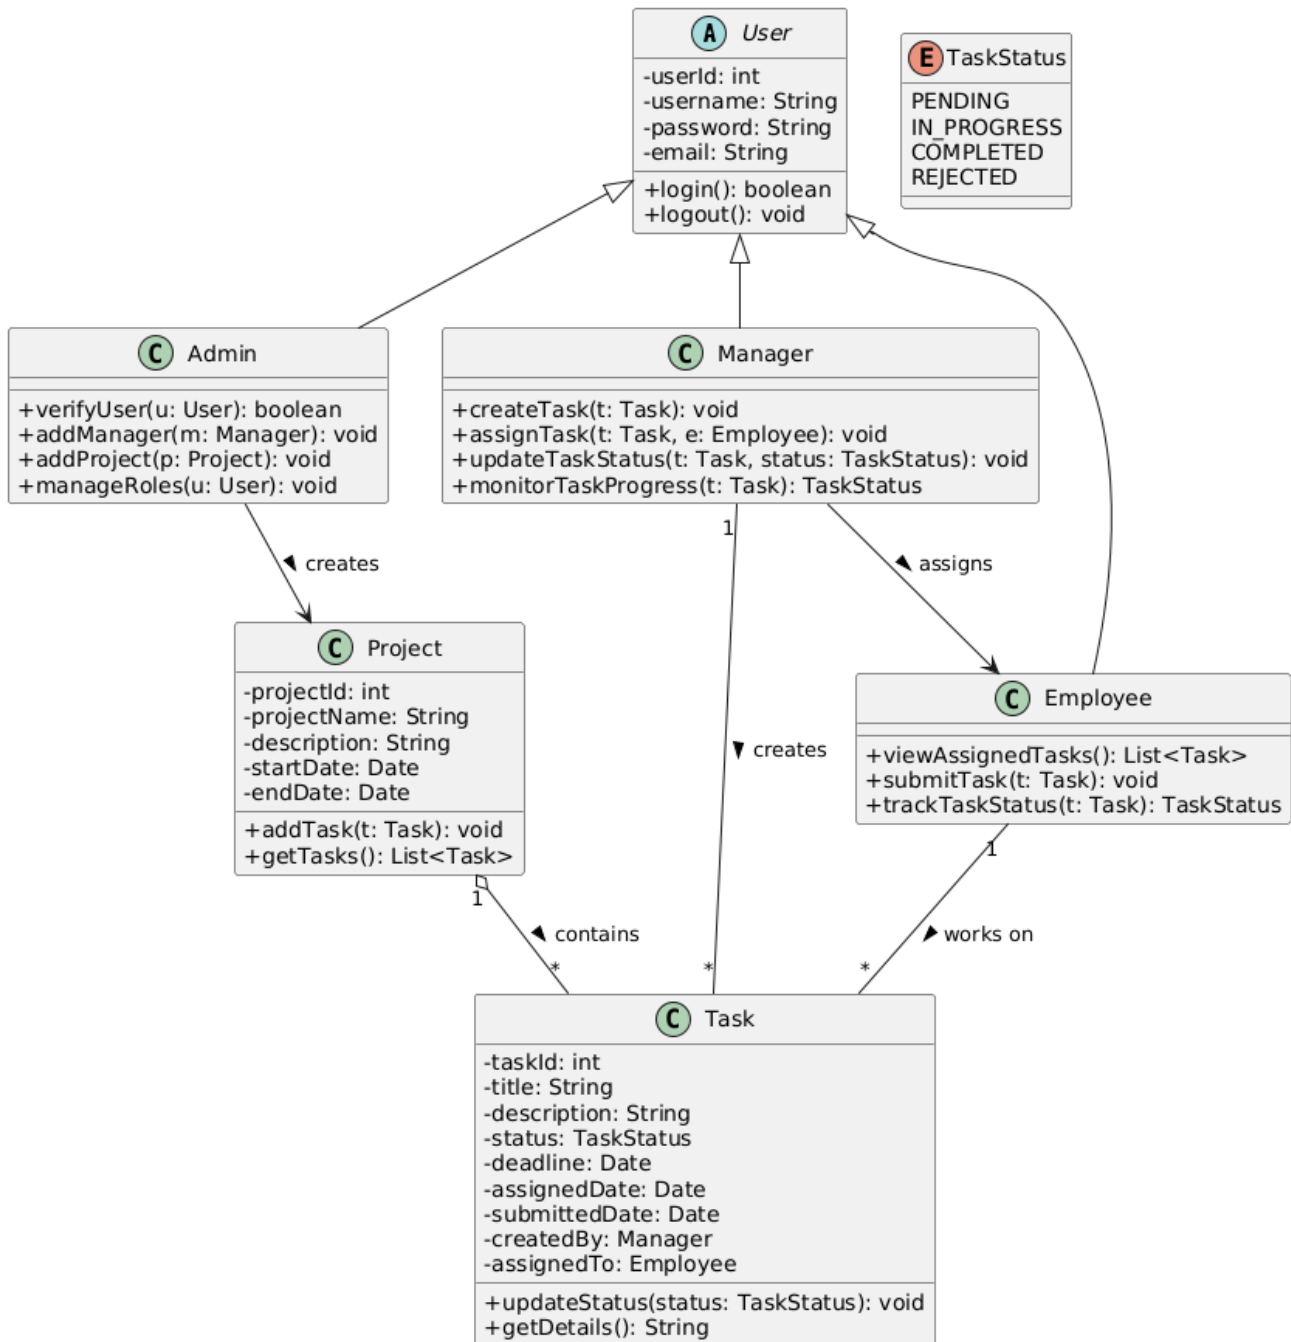 A User
-userId: int
-username: String
-password: String
-email: String
+login(): boolean
+logout(): void
E TaskStatus
PENDING
IN_PROGRESS
COMPLETED
REJECTED
C Admin
+verifyUser(u: User): boolean
+addManager(m: Manager): void
+addProject(p: Project): void
+manageRoles(u: User): void
C Manager
+createTask(t: Task): void
+assignTask(t: Task, e: Employee): void
+updateTaskStatus(t: Task, status: TaskStatus): void
+monitorTaskProgress(t: Task): TaskStatus
creates
1
assigns
C Project
-projectId: int
-projectName: String
-description: String
-startDate: Date
-endDate: Date
+addTask(t: Task): void
+getTasks(): List<Task>
creates
C Employee
+viewAssignedTasks(): List<Task>
+submitTask(t: Task): void
+trackTaskStatus(t: Task): TaskStatus
1
contains
*
*
1
works on
*
C Task
-taskId: int
-title: String
-description: String
-status: TaskStatus
-deadline: Date
-assignedDate: Date
-submittedDate: Date
-createdBy: Manager
-assignedTo: Employee
+updateStatus(status: TaskStatus): void
+getDetails(): String